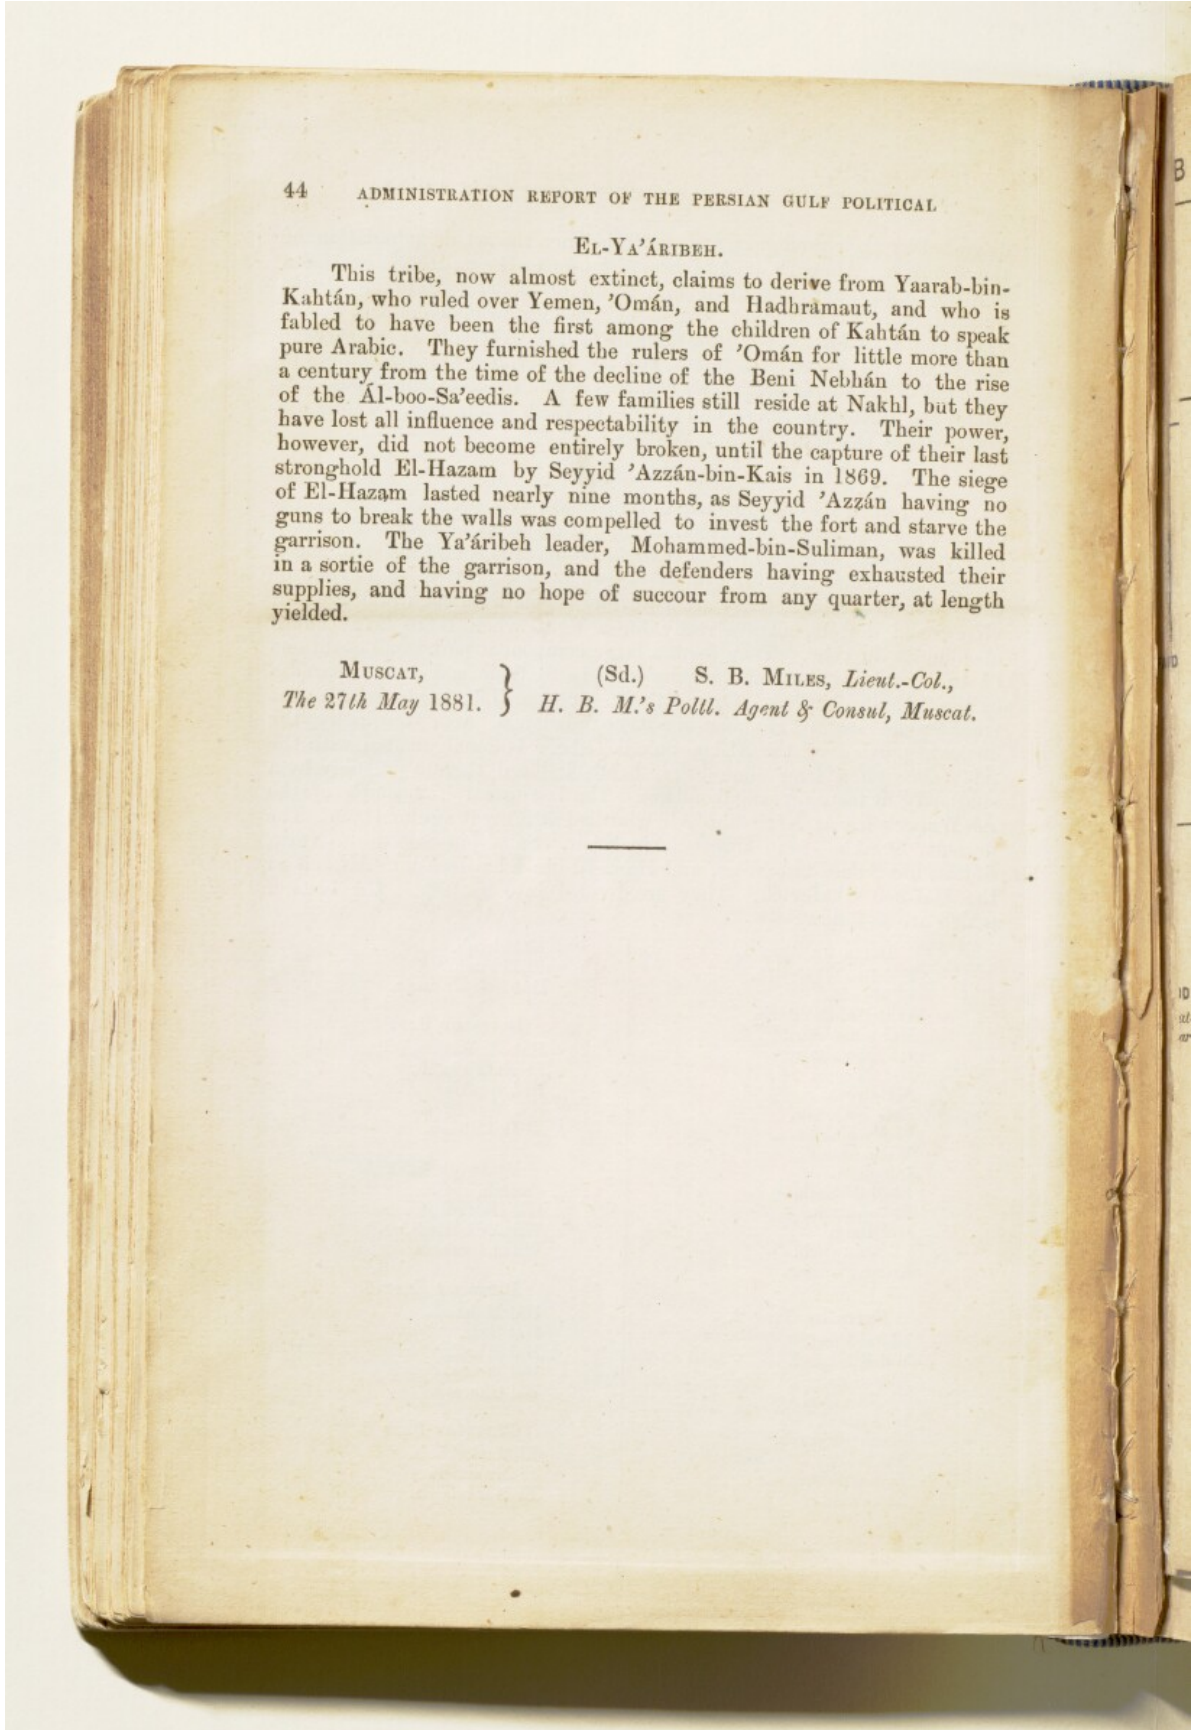 44 ADMINISTRATION REPORT OF THE PERSIAN GULF POLITICAL
EL-YA'ÁRIBEH.
This tribe, now almost extinct, claims to derive from Yaarab-bin-
Kahtán, who ruled over Yemen, 'Omán, and Hadhramaut, and who is
fabled to have been the first among the children of Kahtán to speak
pure Arabic. They furnished the rulers of 'Omán for little more than
a century from the time of the decline of the Beni Nebhán to the rise
of the Ál-boo-Sa'eedis. A few families still reside at Nakhl, but they
have lost all influence and respectability in the country. Their power,
however, did not become entirely broken, until the capture of their last
stronghold El-Hazam by Seyyid 'Azzán-bin-Kais in 1869. The siege
of El-Hazam lasted nearly nine months, as Seyyid 'Azzán having no
guns to break the walls was compelled to invest the fort and starve the
garrison. The Ya'áribeh leader, Mohammed-bin-Suliman, was killed
in a sortie of the garrison, and the defenders having exhausted their
supplies, and having no hope of succour from any quarter, at length
yielded.
MUSCAT,
The 27th May 1881.
}
(Sd.) S. B. MILES, Lieut.-Col.,
H. B. M.'s Poltl. Agent & Consul, Muscat.